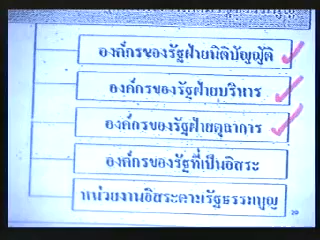 องค์กรของรัฐฝ่ายนิติบัญญัติ
องค์กรของรัฐฝ่ายบริหาร
องค์กรของรัฐฝ่ายตุลาการ
องค์กรของรัฐที่เป็นอิสระ
หน่วยงานอิสระตามรัฐธรรมนูญ